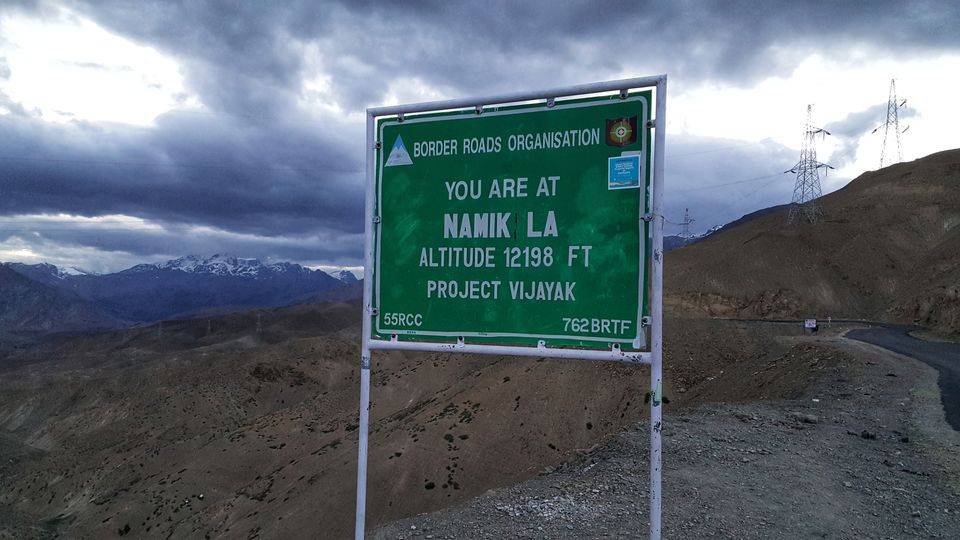 BORDER ROADS ORGANISATION
YOU ARE AT
NAMIK LA
ALTITUDE 12198 FT
PROJECT VIJAYAK
55RCC 762BRTF